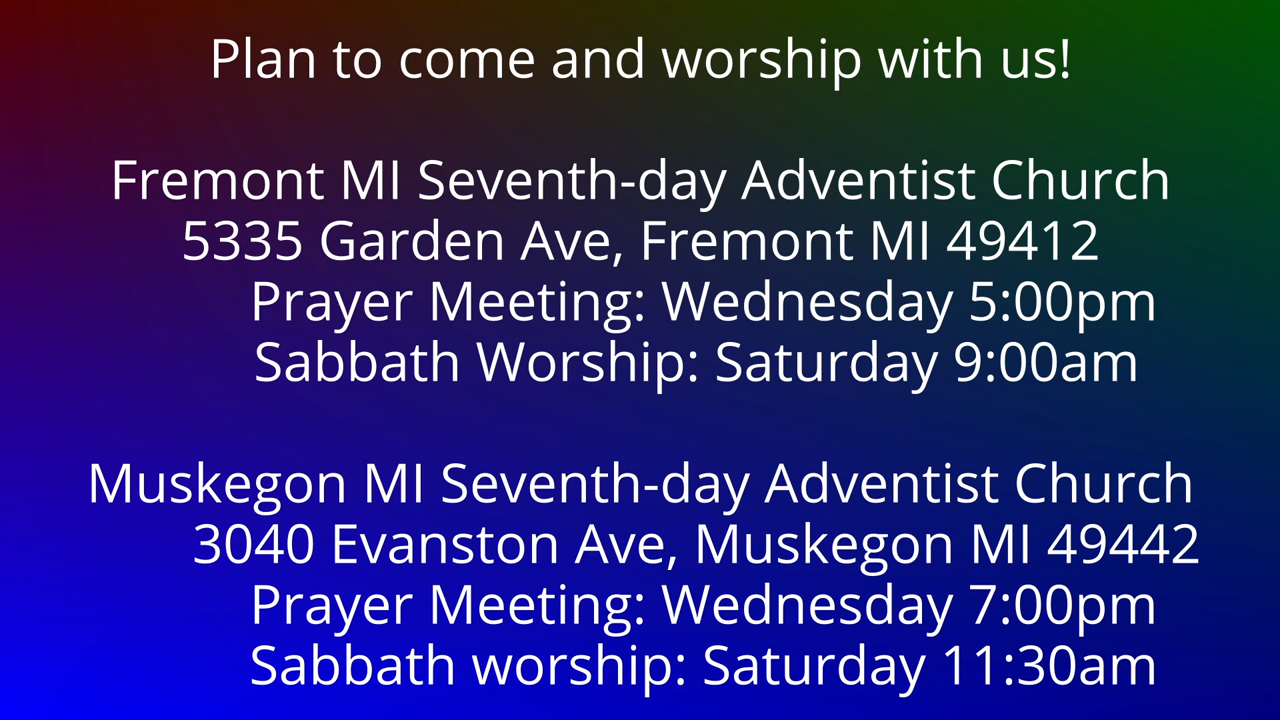 Plan to come and worship with us!
Fremont MI Seventh-day Adventist Church
5335 Garden Ave, Fremont MI 49412
Prayer Meeting: Wednesday 5:00pm
Sabbath Worship: Saturday 9:00am
Muskegon MI Seventh-day Adventist Church
3040 Evanston Ave, Muskegon MI 49442
Prayer Meeting: Wednesday 7:00pm
Sabbath worship: Saturday 11:30am